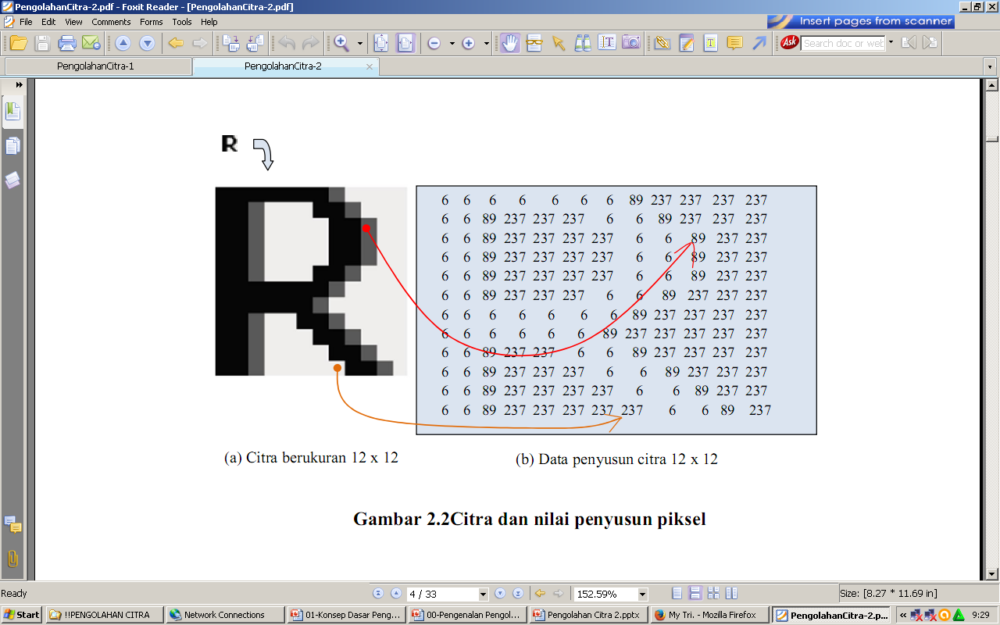 PengolahanCitra-2.pdf - Foxit Reader - [PengolahanCitra-2.pdf]
File Edit View Comments Forms Tools Help
Insert pages from scanner
Ask Search doc or web
PengolahanCitra-1 PengolahanCitra-2
R
6 6 6 6 6 6 6 89 237 237 237 237
6 6 89 237 237 237 6 6 89 237 237 237
6 6 89 237 237 237 237 6 6 89 237 237
6 6 89 237 237 237 237 6 6 89 237 237
6 6 89 237 237 237 237 6 6 89 237 237
6 6 89 237 237 237 6 6 89 237 237 237
6 6 6 6 6 6 6 89 237 237 237 237
6 6 6 6 6 6 89 237 237 237 237 237
6 6 89 237 237 6 6 89 237 237 237 237
6 6 89 237 237 237 6 6 89 237 237 237
6 6 89 237 237 237 237 6 6 89 237 237
6 6 89 237 237 237 237 237 6 6 89 237
(a) Citra berukuran 12 x 12
(b) Data penyusun citra 12 x 12
Gambar 2.2Citra dan nilai penyusun piksel
Ready 4 / 33 152.59% Size: [8.27 * 11.69 in]
Start !!PENGOLAHAN CITRA Network Connections 01-Konsep Dasar Peng... 00-Pengenalan Pengol... Pengolahan Citra 2.pptx My Tri. - Mozilla Firefox PengolahanCitra-2.p... 9:29